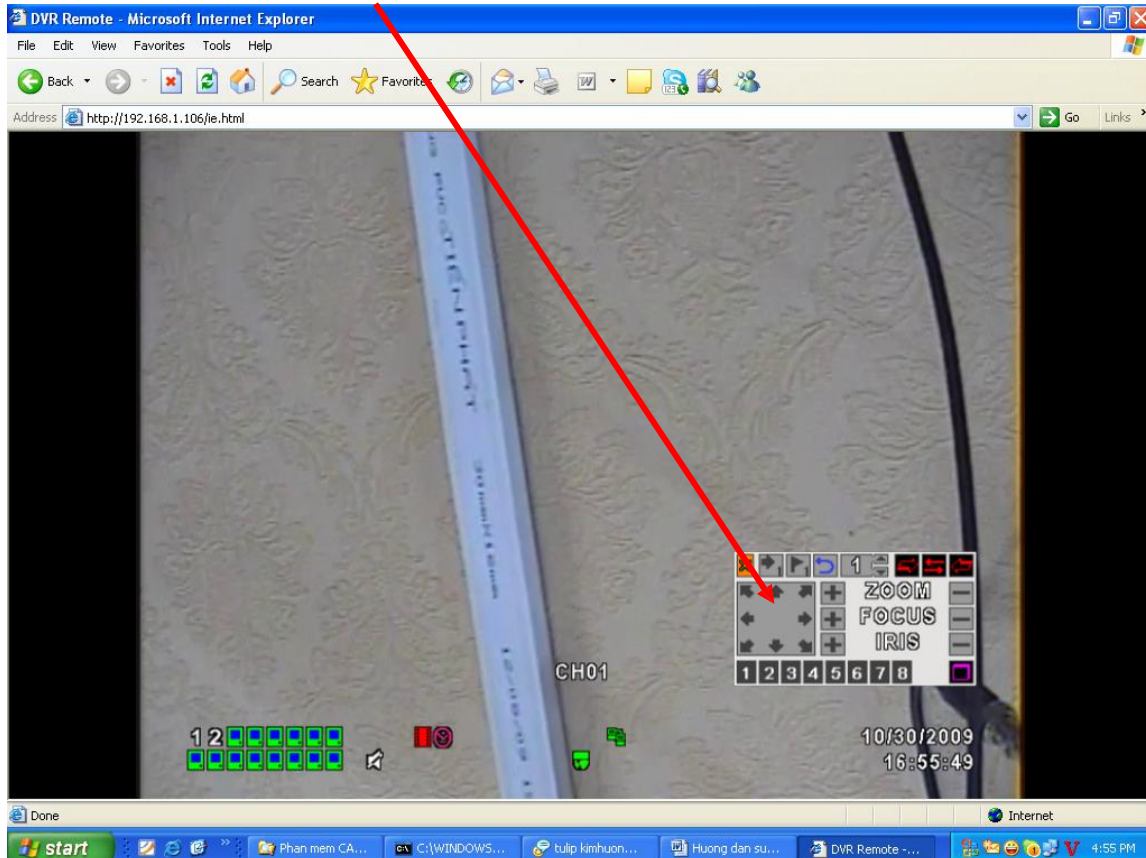 DVR Remote - Microsoft Internet Explorer
File Edit View Favorites Tools Help
Back Search Favorites
Address http://192.168.1.106/ie.html Go Links
1
ZOOM
FOCUS
IRIS
1 2 3 4 5 6 7 8
CH01
1 2
10/30/2009
16:55:49
Done Internet
start Phan mem CA... C:\WINDOWS... tulip kimhuon... Huong dan su... DVR Remote -... 4:55 PM